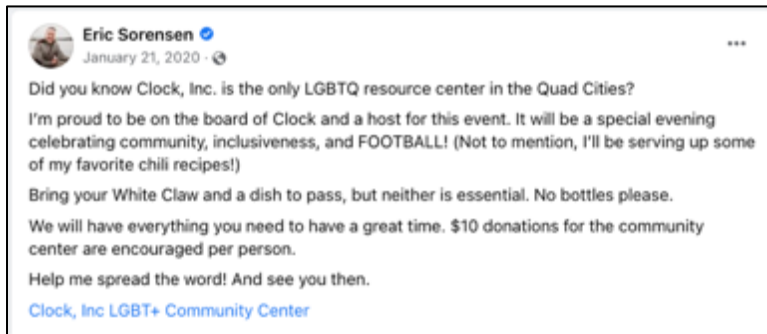 Eric Sorensen
January 21, 2020 ·
Did you know Clock, Inc. is the only LGBTQ resource center in the Quad Cities?
I'm proud to be on the board of Clock and a host for this event. It will be a special evening
celebrating community, inclusiveness, and FOOTBALL! (Not to mention, I'll be serving up some
of my favorite chili recipes!)
Bring your White Claw and a dish to pass, but neither is essential. No bottles please.
We will have everything you need to have a great time. $10 donations for the community
center are encouraged per person.
Help me spread the word! And see you then.
Clock, Inc LGBT+ Community Center